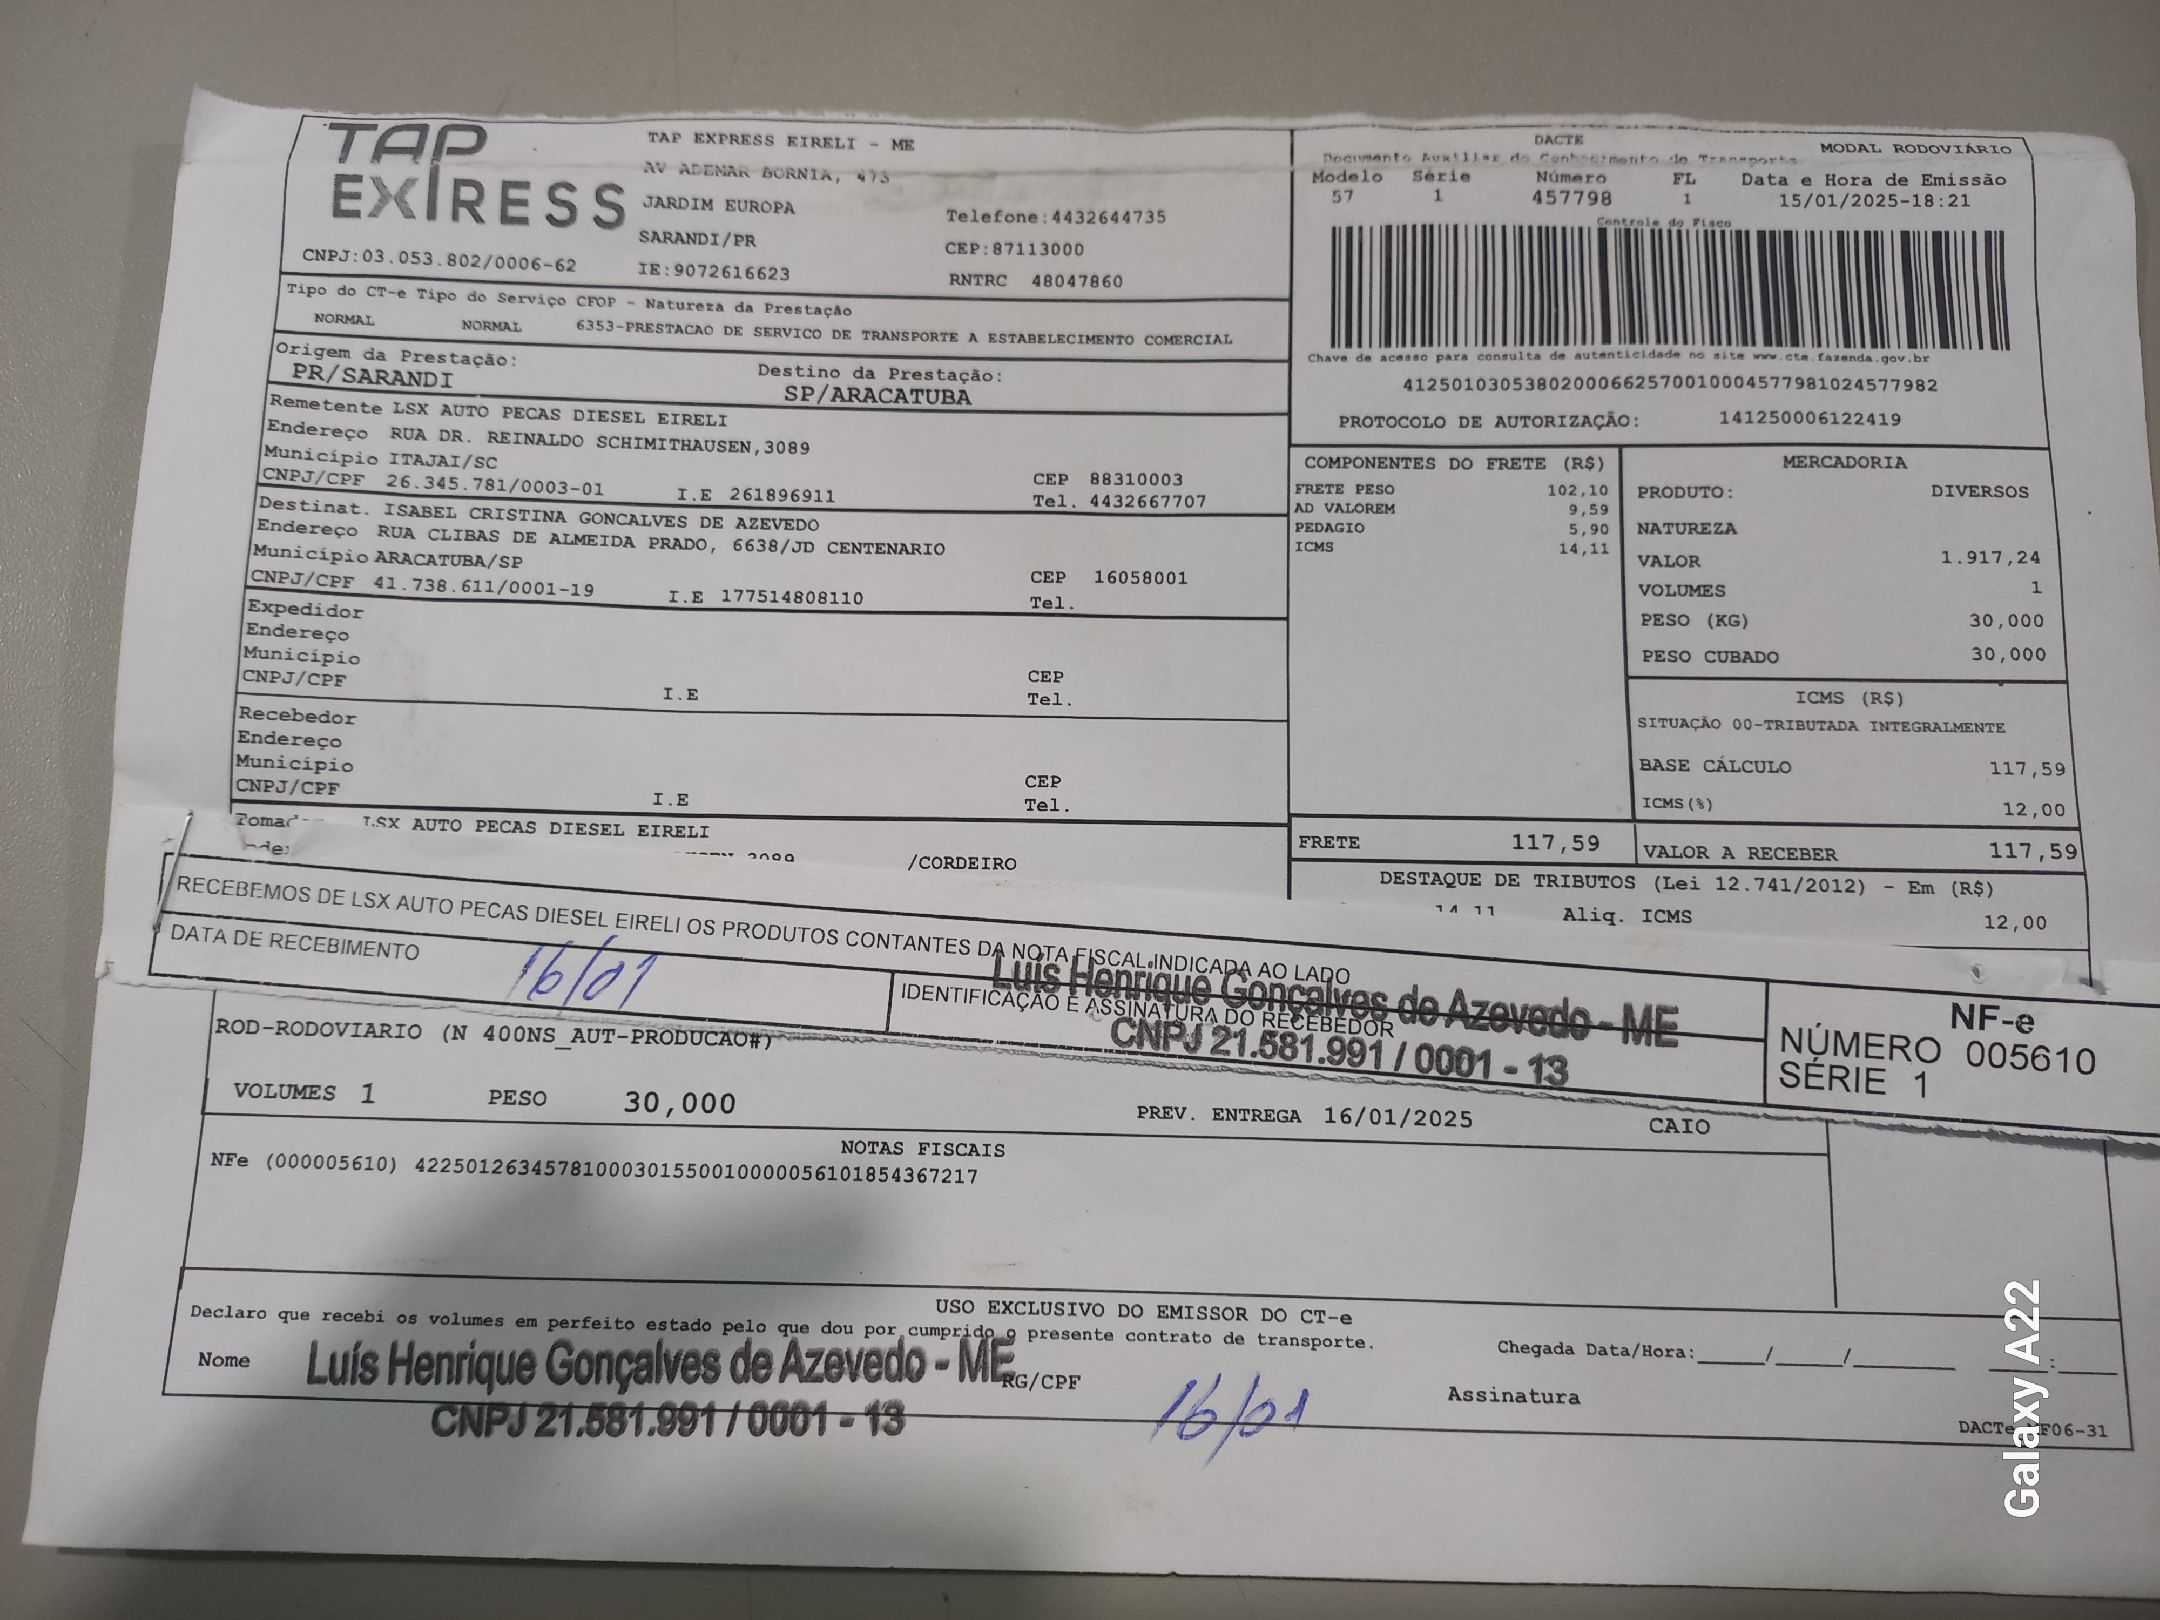 TAP
EXPRESS
TAP EXPRESS EIRELI - ME
AV ADEMAR BORNIA, 475
JARDIM EUROPA
SARANDI/PR
IE:9072616623
Telefone:4432644735
CEP:87113000
RNTRC 48047860
CNPJ:03.053.802/0006-62
DACTE
MODAL RODOVIÁRIO
Documento Auxiliar do Conhecimento de Transporte
Modelo Série Número FL Data e Hora de Emissão
57 1 457798 1 15/01/2025-18:21
Controle do Fisco
Chave de acesso para consulta de autenticidade no site www.cte.fazenda.gov.br
41250103053802000662570010004577981024577982
PROTOCOLO DE AUTORIZAÇÃO: 141250006122419
Tipo do CT-e Tipo do Serviço CFOP - Natureza da Prestação
NORMAL NORMAL 6353-PRESTACAO DE SERVICO DE TRANSPORTE A ESTABELECIMENTO COMERCIAL
Origem da Prestação: Destino da Prestação:
PR/SARANDI SP/ARACATUBA
Remetente LSX AUTO PECAS DIESEL EIRELI
Endereço RUA DR. REINALDO SCHIMITHAUSEN,3089
Município ITAJAI/SC CEP 88310003
CNPJ/CPF 26.345.781/0003-01 I.E 261896911 Tel. 4432667707
Destinat. ISABEL CRISTINA GONCALVES DE AZEVEDO
Endereço RUA CLIBAS DE ALMEIDA PRADO, 6638/JD CENTENARIO
Município ARACATUBA/SP CEP 16058001
CNPJ/CPF 41.738.611/0001-19 I.E 177514808110 Tel.
Expedidor
Endereço
Município CEP
CNPJ/CPF I.E Tel.
Recebedor
Endereço
Município CEP
CNPJ/CPF I.E Tel.
LSX AUTO PECAS DIESEL EIRELI
3089 /CORDEIRO
COMPONENTES DO FRETE (R$)
FRETE PESO 102,10
AD VALOREM 9,59
PEDAGIO 5,90
ICMS 14,11
MERCADORIA
PRODUTO: DIVERSOS
NATUREZA
VALOR 1.917,24
VOLUMES 1
PESO (KG) 30,000
PESO CUBADO 30,000
ICMS (R$)
SITUAÇÃO 00-TRIBUTADA INTEGRALMENTE
BASE CÁLCULO 117,59
ICMS(%) 12,00
FRETE 117,59 VALOR A RECEBER 117,59
DESTAQUE DE TRIBUTOS (Lei 12.741/2012) - Em (R$)
14,11 Aliq. ICMS 12,00
RECEBEMOS DE LSX AUTO PECAS DIESEL EIRELI OS PRODUTOS CONTANTES DA NOTA FISCAL INDICADA AO LADO
DATA DE RECEBIMENTO
16/01
IDENTIFICAÇÃO E ASSINATURA DO RECEBEDOR
Luís Henrique Gonçalves de Azevedo - ME
CNPJ 21.581.991 / 0001 - 13
NF-e
NÚMERO 005610
SÉRIE 1
ROD-RODOVIARIO (N 400NS_AUT-PRODUCAO#)
VOLUMES 1 PESO 30,000 PREV. ENTREGA 16/01/2025 CAIO
NOTAS FISCAIS
NFe (000005610) 42250126345781000301550010000056101854367217
USO EXCLUSIVO DO EMISSOR DO CT-e
Declaro que recebi os volumes em perfeito estado pelo que dou por cumprido o presente contrato de transporte.
Nome Luís Henrique Gonçalves de Azevedo - ME RG/CPF
CNPJ 21.581.991 / 0001 - 13
16/01
Chegada Data/Hora:_____/_____/_________ ____:_____
Assinatura
F06-31
Galaxy A22